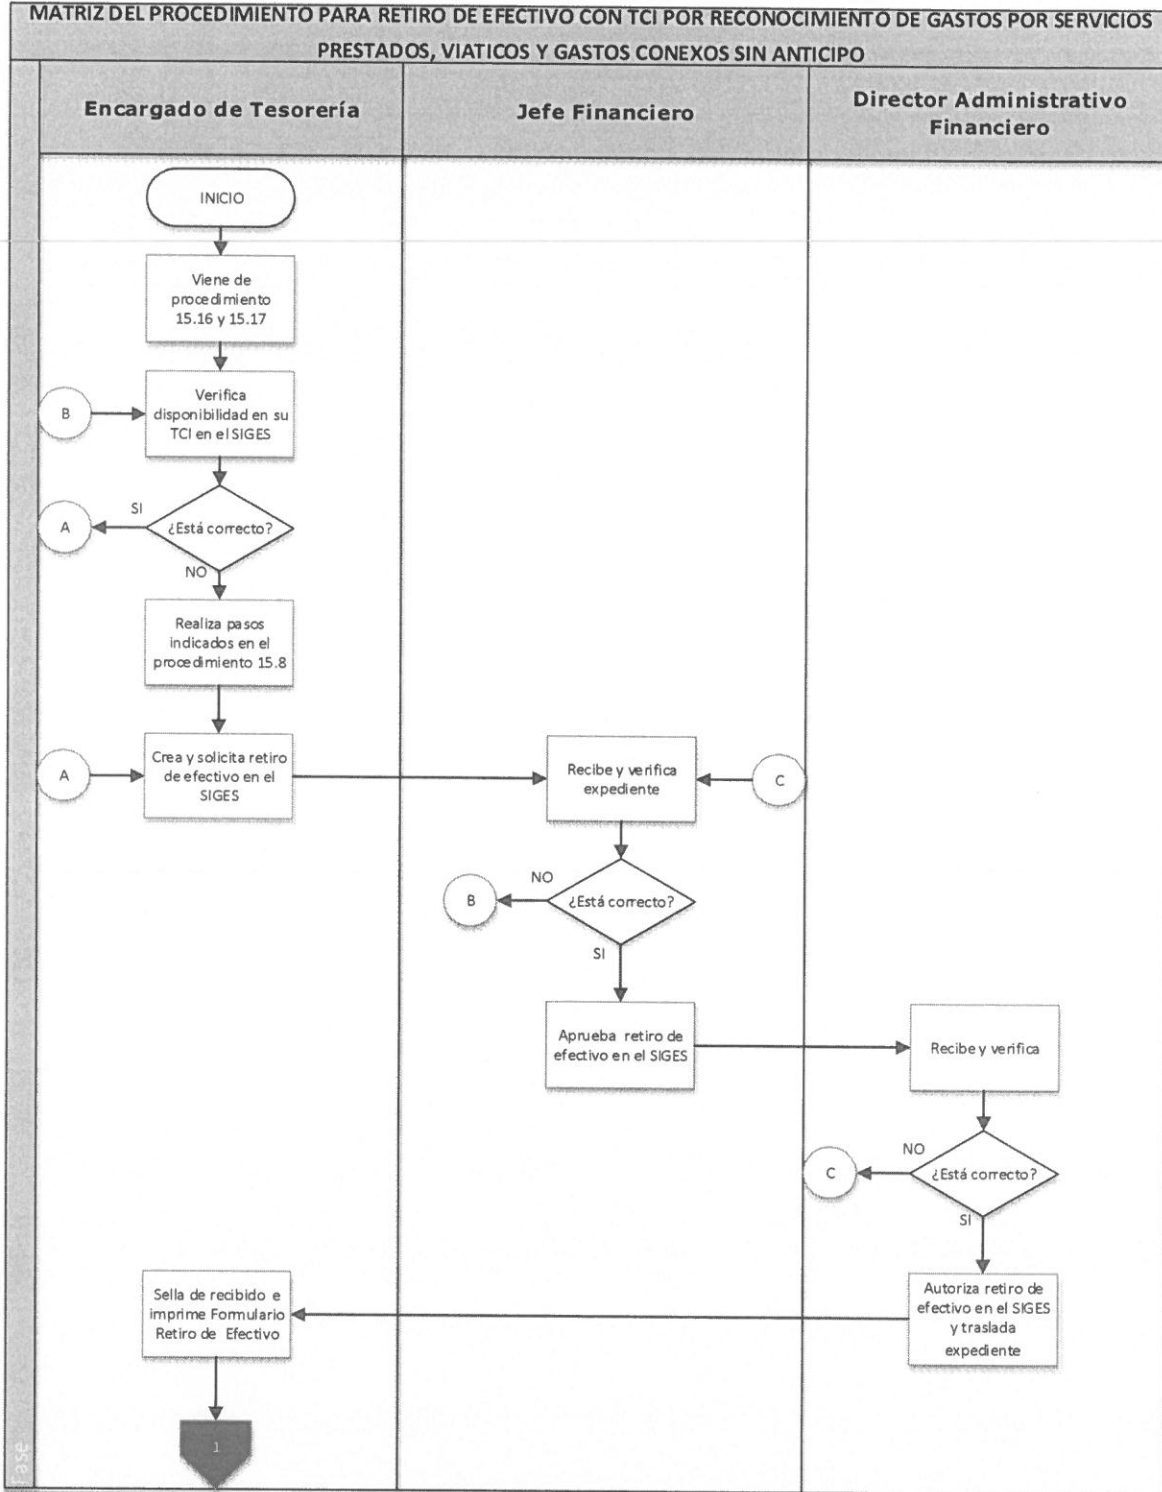 MATRIZ DEL PROCEDIMIENTO PARA RETIRO DE EFECTIVO CON TCI POR RECONOCIMIENTO DE GASTOS POR SERVICIOS
PRESTADOS, VIATICOS Y GASTOS CONEXOS SIN ANTICIPO
Encargado de Tesorería
Jefe Financiero
Director Administrativo
Financiero
INICIO
Viene de
procedimiento
15.16 y 15.17
B
Verifica
disponibilidad en su
TCI en el SIGES
A
SI
¿Está correcto?
NO
Realiza pasos
indicados en el
procedimiento 15.8
A
Crea y solicita retiro
de efectivo en el
SIGES
Recibe y verifica
expediente
C
B
NO
¿Está correcto?
SI
Aprueba retiro de
efectivo en el SIGES
Recibe y verifica
C
NO
¿Está correcto?
SI
Autoriza retiro de
efectivo en el SIGES
y traslada
expediente
Sella de recibido e
imprime Formulario
Retiro de Efectivo
1
Fase